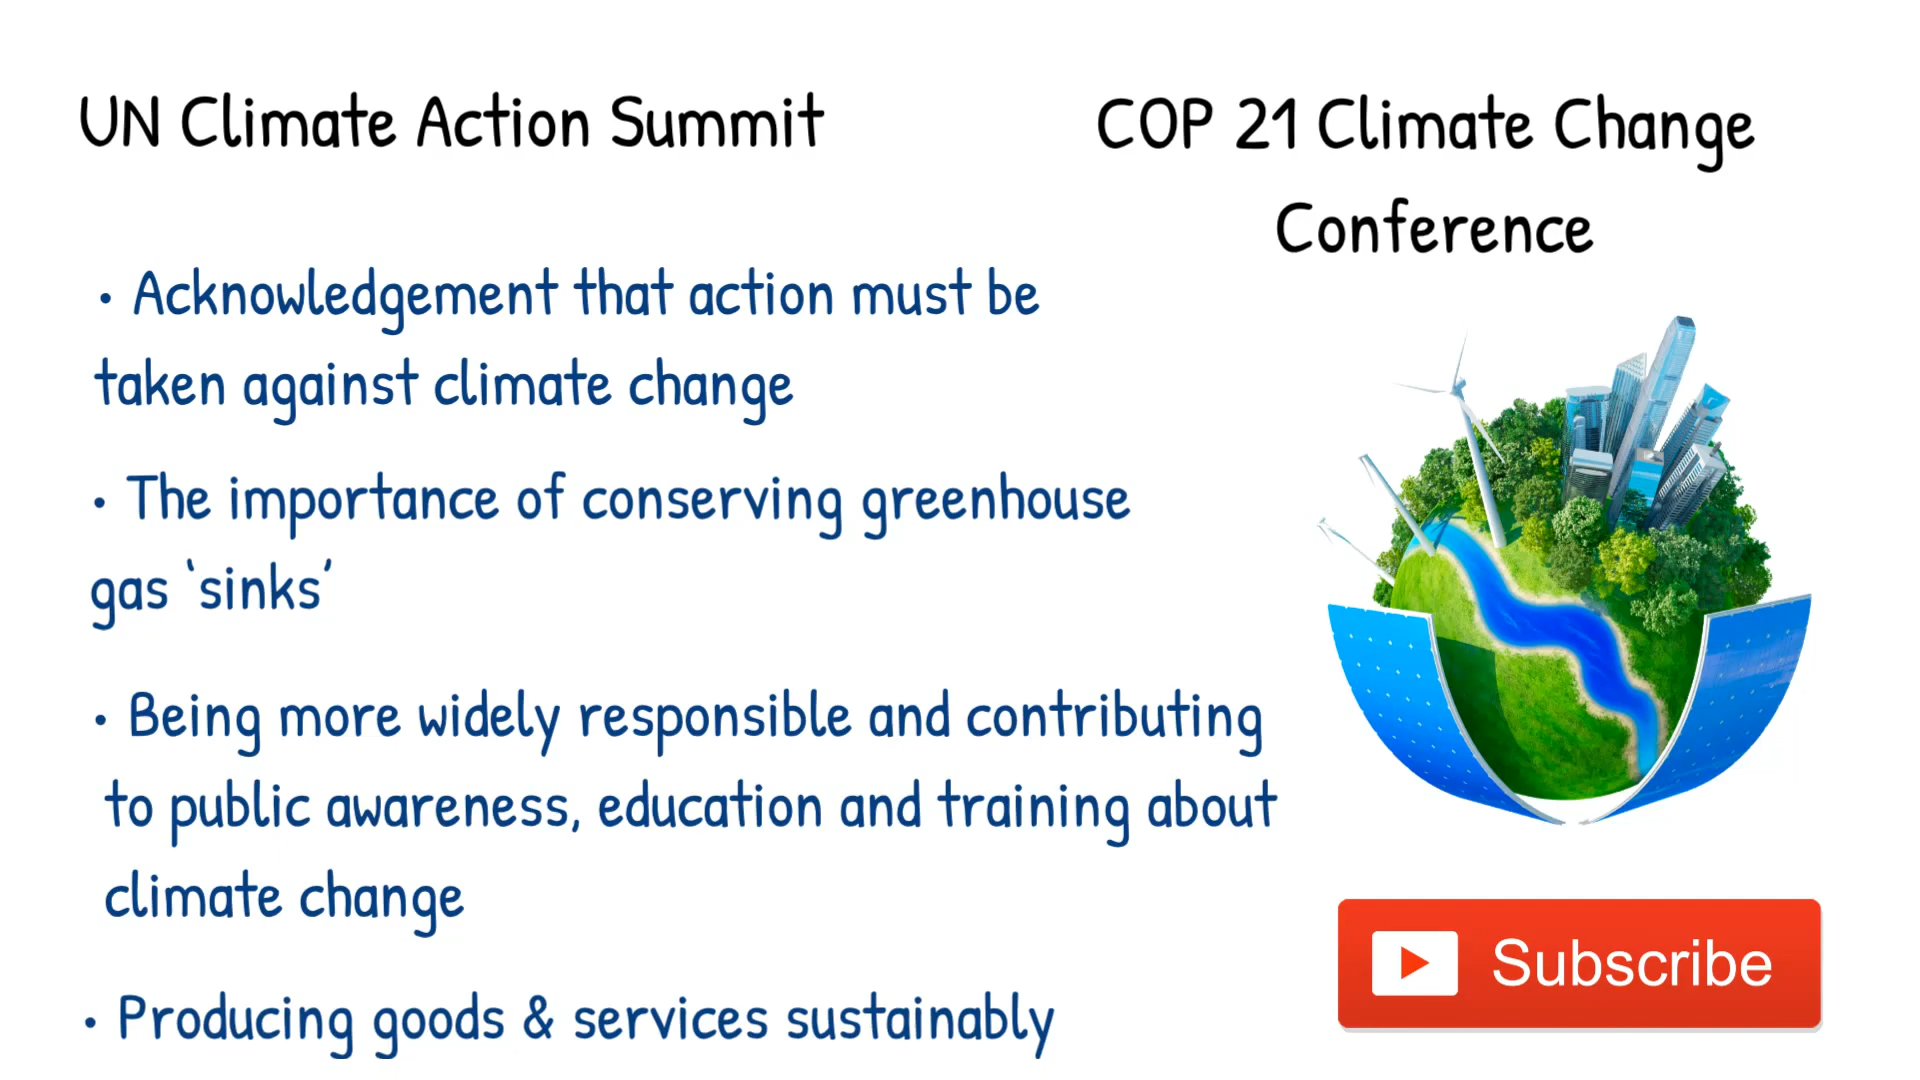 UN Climate Action Summit
COP 21 Climate Change
Conference
• Acknowledgement that action must be
taken against climate change
• The importance of conserving greenhouse
gas ‘sinks’
• Being more widely responsible and contributing
to public awareness, education and training about
climate change
• Producing goods & services sustainably
Subscribe